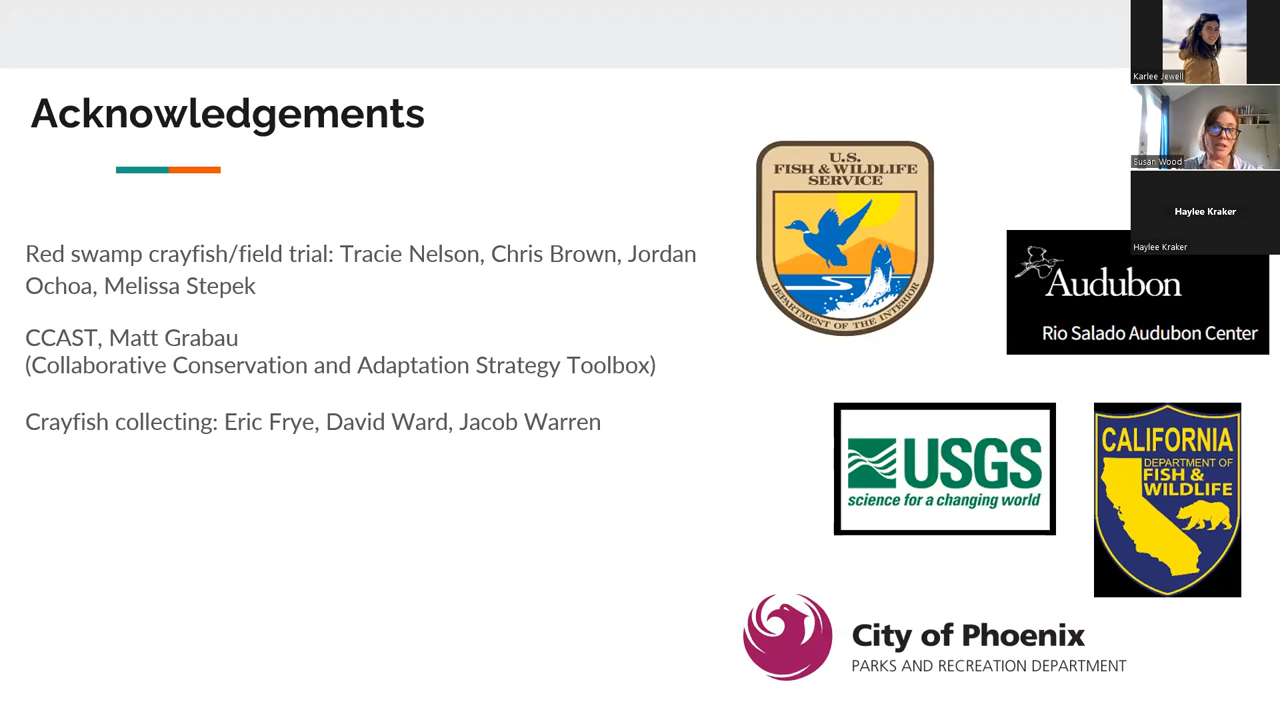 Acknowledgements
Red swamp crayfish/field trial: Tracie Nelson, Chris Brown, Jordan
Ochoa, Melissa Stepek
CCAST, Matt Grabau
(Collaborative Conservation and Adaptation Strategy Toolbox)
Crayfish collecting: Eric Frye, David Ward, Jacob Warren
U.S.
FISH & WILDLIFE
SERVICE
DEPARTMENT OF THE INTERIOR
Audubon
Rio Salado Audubon Center
USGS
science for a changing world
CALIFORNIA
DEPARTMENT OF
FISH &
WILDLIFE
City of Phoenix
PARKS AND RECREATION DEPARTMENT
Karlee Jewell
Susan Wood
Haylee Kraker
Haylee Kraker